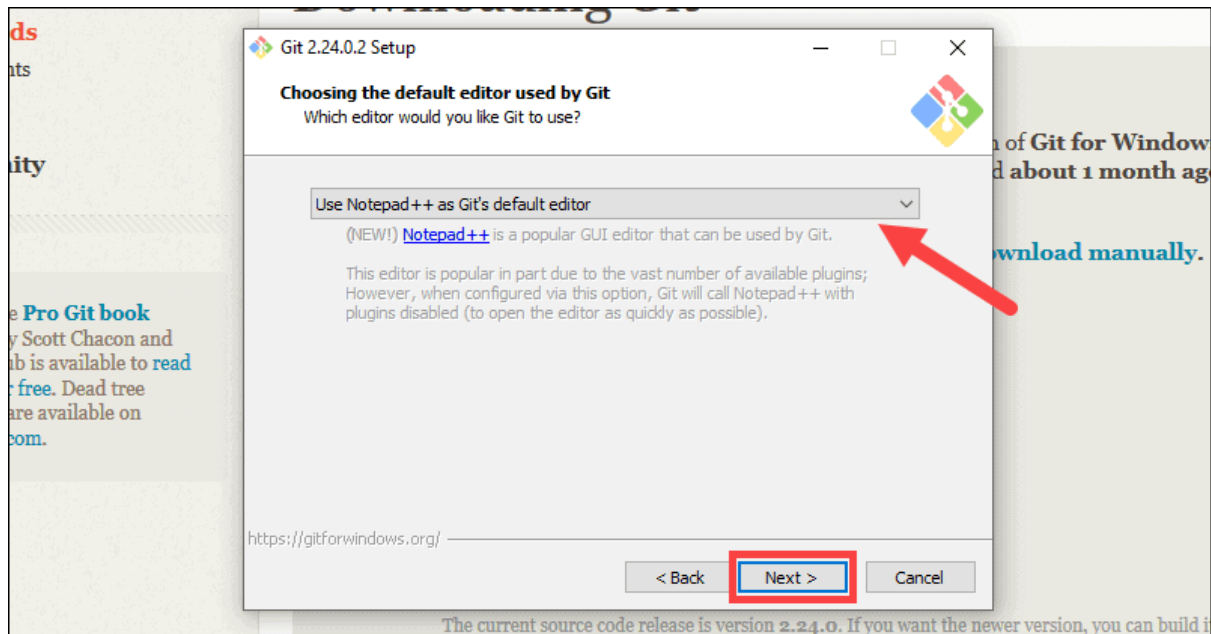 Downloading Git
ds
nts
Git 2.24.0.2 Setup
Choosing the default editor used by Git
Which editor would you like Git to use?
of Git for Window
about 1 month ag
ity
Use Notepad++ as Git's default editor
(NEW!) Notepad++ is a popular GUI editor that can be used by Git.
wnload manually.
This editor is popular in part due to the vast number of available plugins;
However, when configured via this option, Git will call Notepad++ with
plugins disabled (to open the editor as quickly as possible).
e Pro Git book
y Scott Chacon and
ub is available to read
r free. Dead tree
are available on
com.
https://gitforwindows.org/
< Back
Next >
Cancel
The current source code release is version 2.24.0. If you want the newer version, you can build i